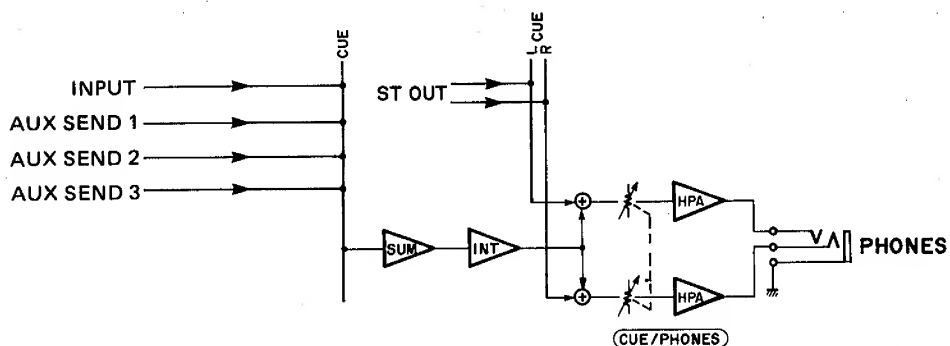 CUE
L CUE R
INPUT
ST OUT
AUX SEND 1
AUX SEND 2
AUX SEND 3
HPA
SUM
INT
PHONES
HPA
CUE/PHONES